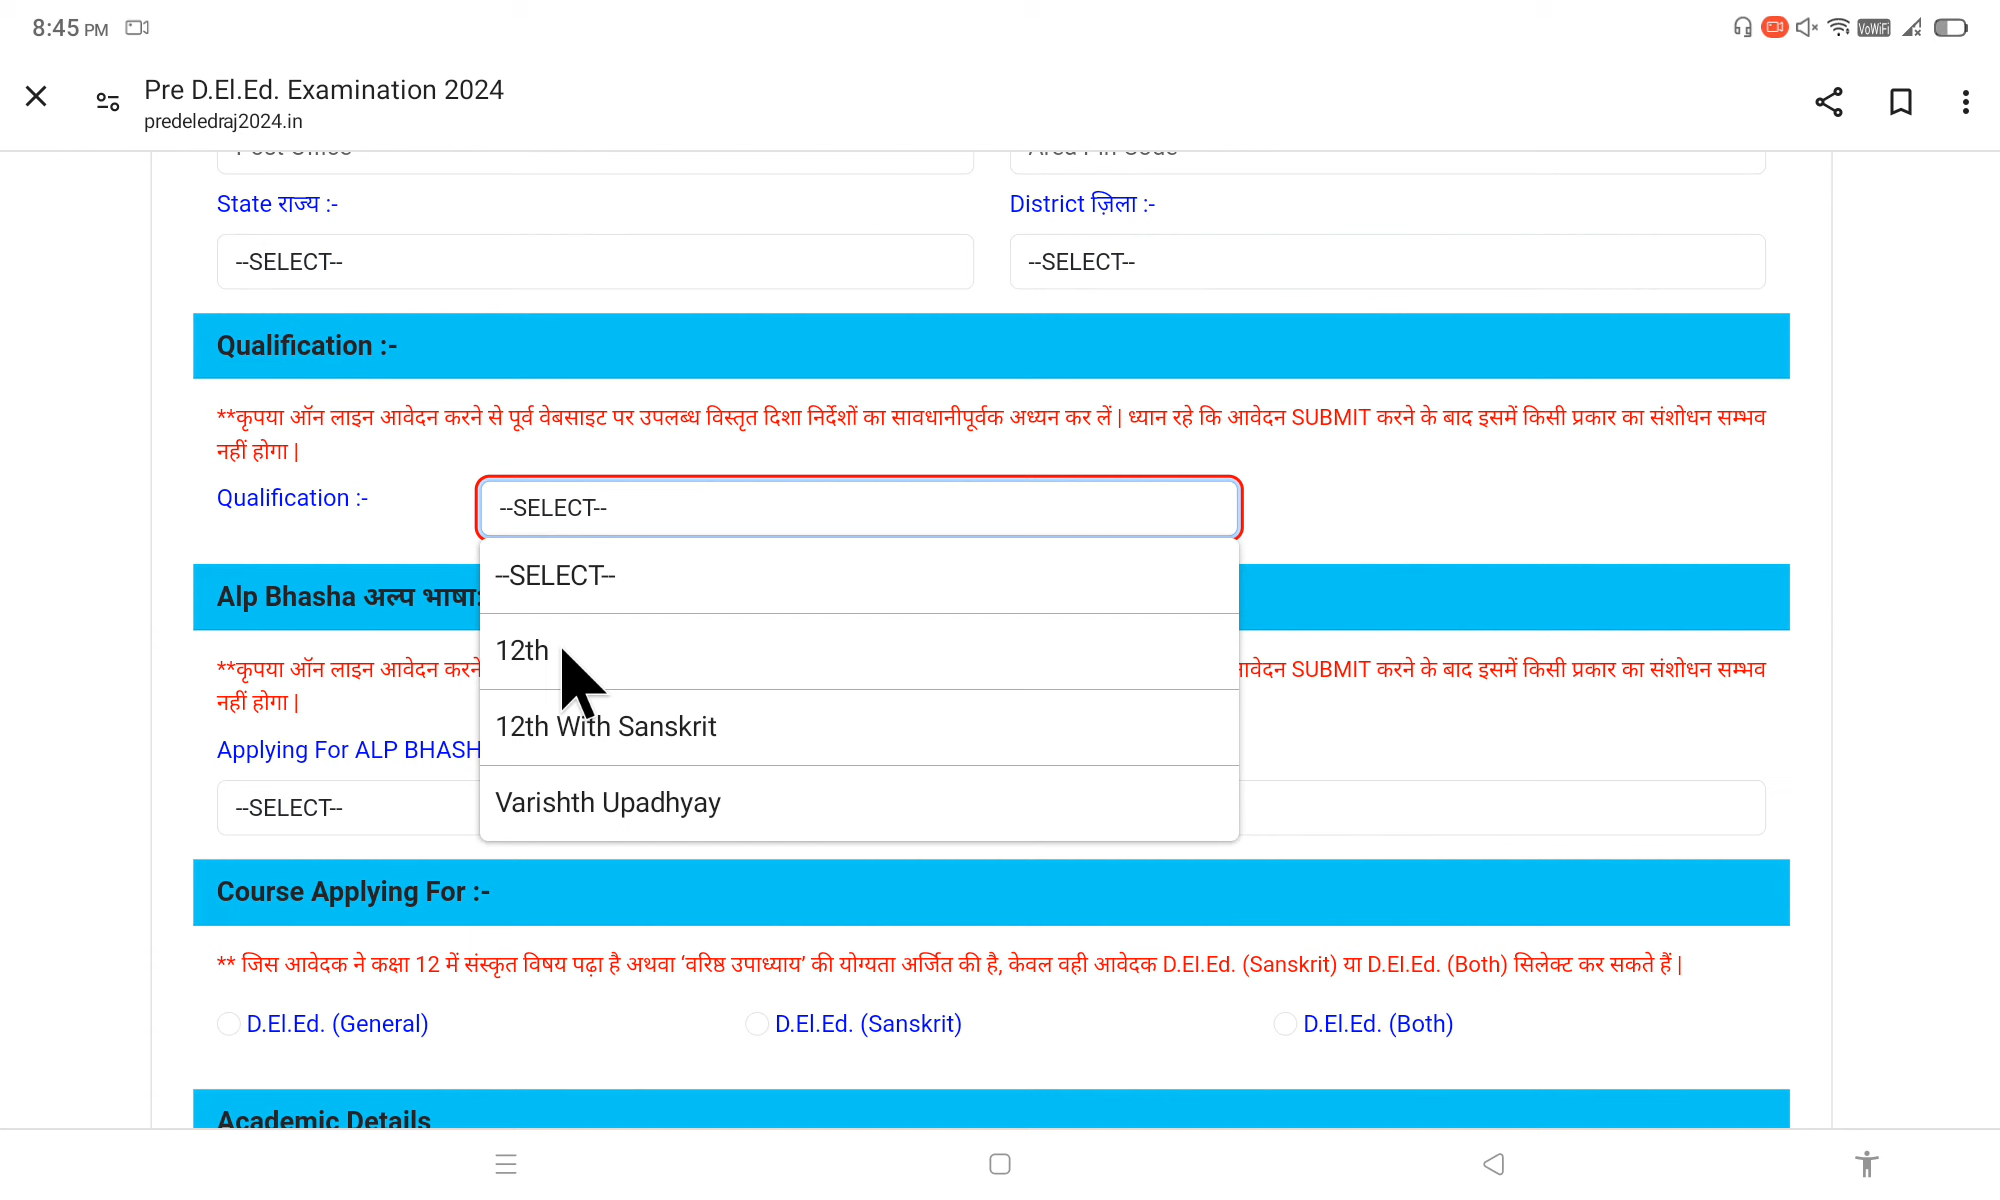 8:45 PM
VoWiFi
Pre D.El.Ed. Examination 2024
predeledraj2024.in
State राज्य :-
District ज़िला :-
--SELECT--
--SELECT--
Qualification :-
**कृपया ऑन लाइन आवेदन करने से पूर्व वेबसाइट पर उपलब्ध विस्तृत दिशा निर्देशों का सावधानीपूर्वक अध्यन कर लें | ध्यान रहे कि आवेदन SUBMIT करने के बाद इसमें किसी प्रकार का संशोधन सम्भव
नहीं होगा |
Qualification :-
--SELECT--
--SELECT--
12th
12th With Sanskrit
Varishth Upadhyay
Alp Bhasha अल्प भाषा:
**कृपया ऑन लाइन आवेदन करने
आवेदन SUBMIT करने के बाद इसमें किसी प्रकार का संशोधन सम्भव
नहीं होगा |
Applying For ALP BHASH
--SELECT--
Course Applying For :-
** जिस आवेदक ने कक्षा 12 में संस्कृत विषय पढ़ा है अथवा ‘वरिष्ठ उपाध्याय’ की योग्यता अर्जित की है, केवल वही आवेदक D.El.Ed. (Sanskrit) या D.El.Ed. (Both) सिलेक्ट कर सकते हैं |
D.El.Ed. (General)
D.El.Ed. (Sanskrit)
D.El.Ed. (Both)
Academic Details